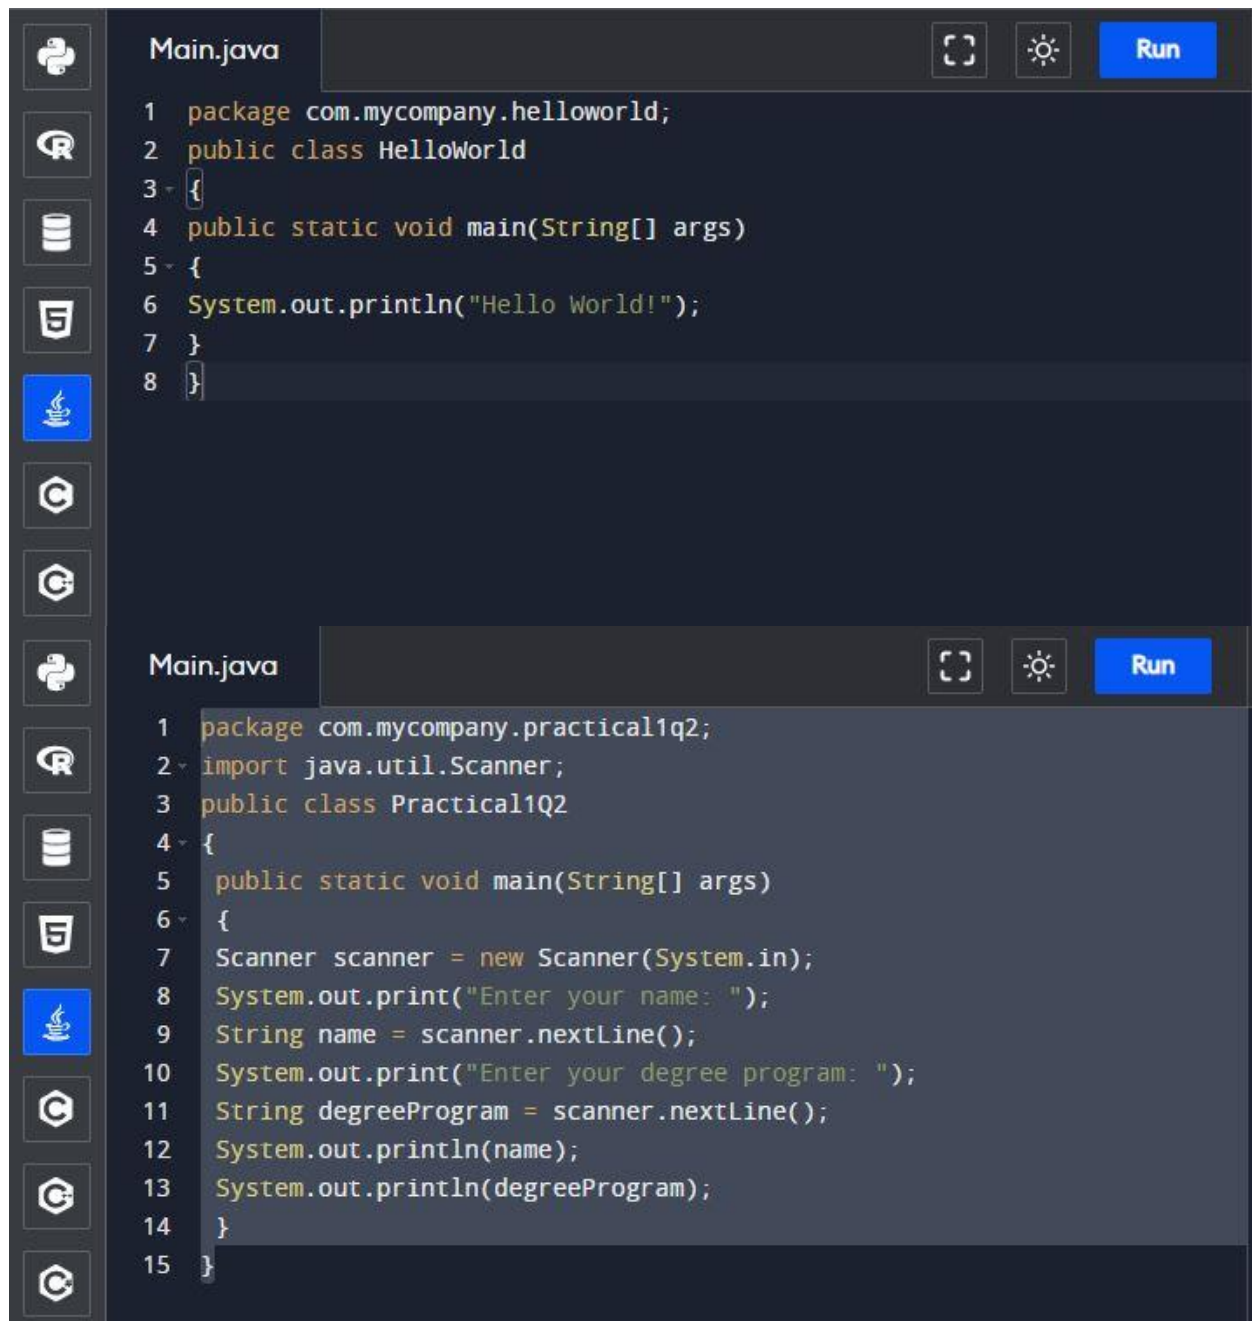 Main.java
Run
1 package com.mycompany.helloworld;
2 public class HelloWorld
3 {
4 public static void main(String[] args)
5 {
6 System.out.println("Hello World!");
7 }
8 }
Main.java
Run
1 package com.mycompany.practical1q2;
2 import java.util.Scanner;
3 public class Practical1Q2
4 {
5 public static void main(String[] args)
6 {
7 Scanner scanner = new Scanner(System.in);
8 System.out.print("Enter your name: ");
9 String name = scanner.nextLine();
10 System.out.print("Enter your degree program: ");
11 String degreeProgram = scanner.nextLine();
12 System.out.println(name);
13 System.out.println(degreeProgram);
14 }
15 }